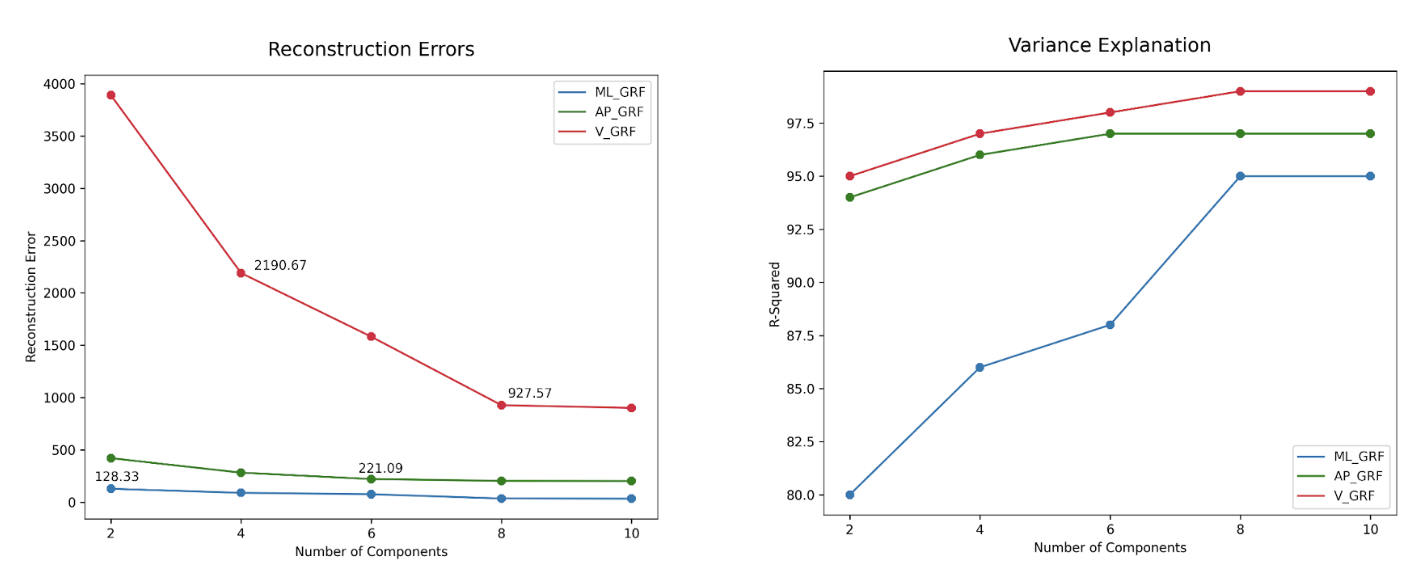 Reconstruction Errors
4000
3500
3000
2500
2000
1500
1000
500
0
Reconstruction Error
2
4
6
8
10
Number of Components
ML_GRF
AP_GRF
V_GRF
2190.67
927.57
221.09
128.33
Variance Explanation
97.5
95.0
92.5
90.0
87.5
85.0
82.5
80.0
R-Squared
2
4
6
8
10
Number of Components
ML_GRF
AP_GRF
V_GRF